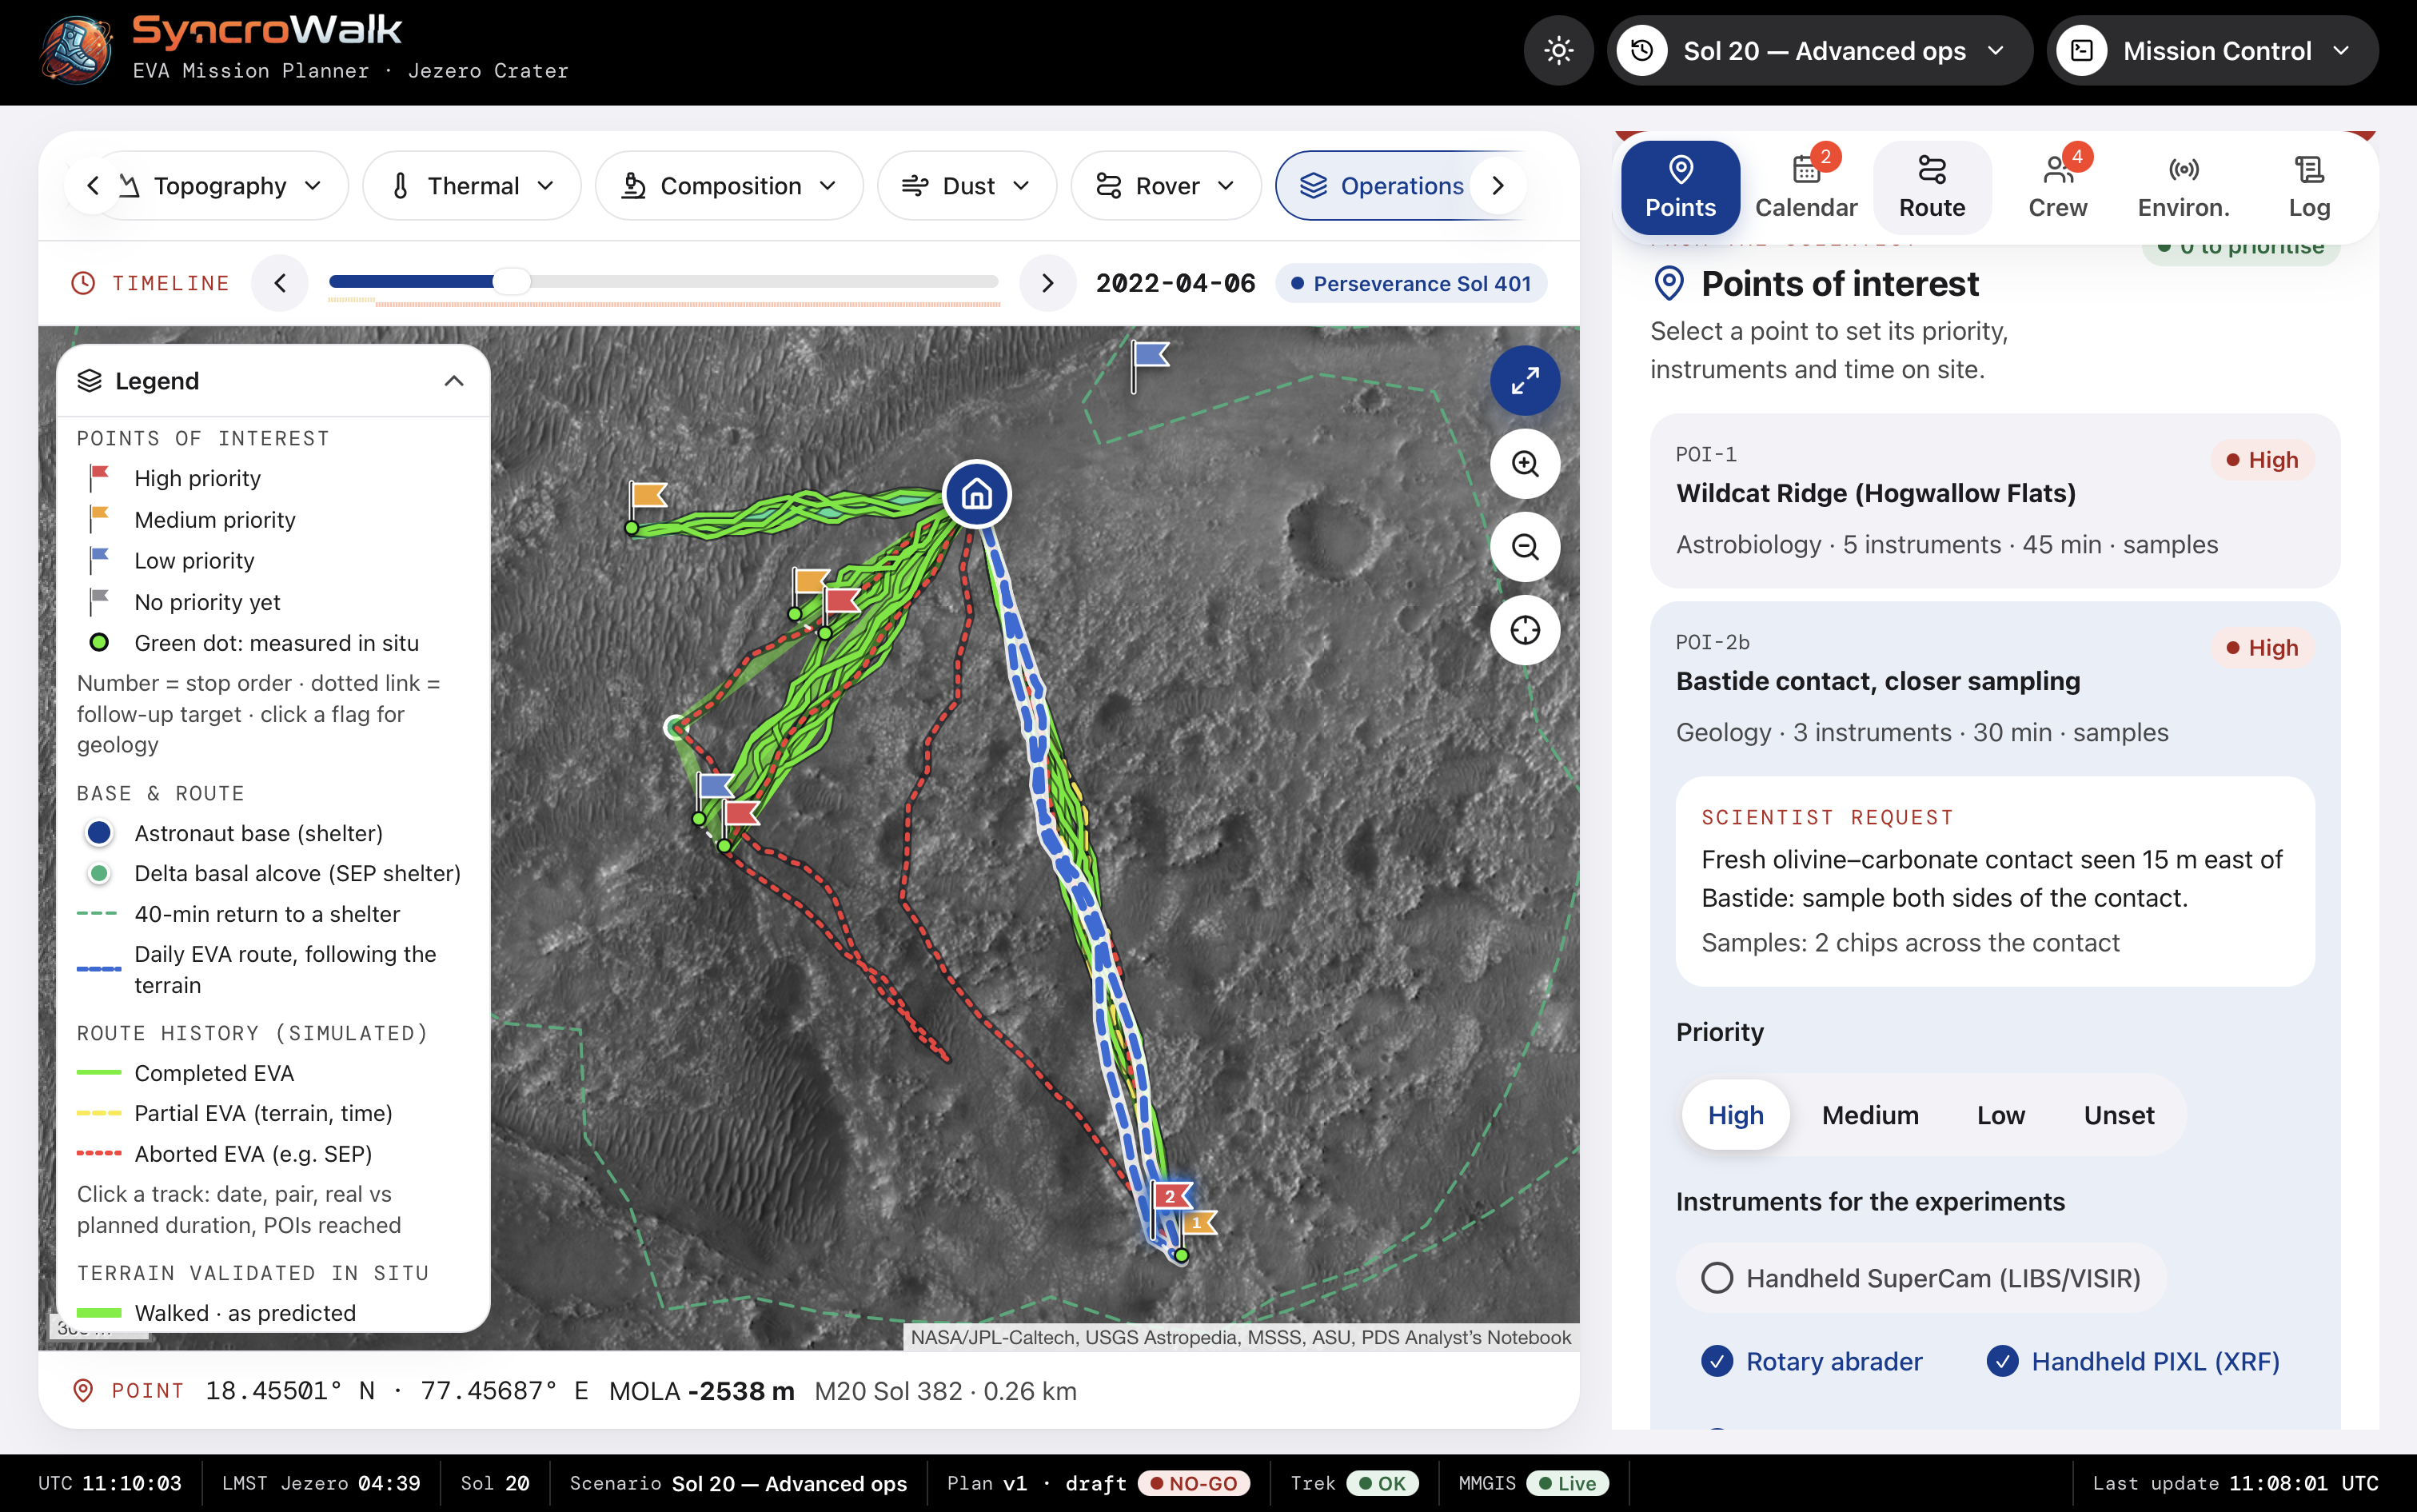 SyncroWalk
EVA Mission Planner · Jezero Crater
Sol 20 — Advanced ops
Mission Control
Topography
Thermal
Composition
Dust
Rover
Operations
TIMELINE
2022-04-06
Perseverance Sol 401
Legend
POINTS OF INTEREST
High priority
Medium priority
Low priority
No priority yet
Green dot: measured in situ
Number = stop order · dotted link =
follow-up target · click a flag for
geology
BASE & ROUTE
Astronaut base (shelter)
Delta basal alcove (SEP shelter)
40-min return to a shelter
Daily EVA route, following the
terrain
ROUTE HISTORY (SIMULATED)
Completed EVA
Partial EVA (terrain, time)
Aborted EVA (e.g. SEP)
Click a track: date, pair, real vs
planned duration, POIs reached
TERRAIN VALIDATED IN SITU
Walked · as predicted
2
1
NASA/JPL-Caltech, USGS Astropedia, MSSS, ASU, PDS Analyst's Notebook
POINT 18.45501° N · 77.45687° E MOLA -2538 m M20 Sol 382 · 0.26 km
Points
Calendar 2
Route
Crew 4
Environ.
Log
0 to prioritise
Points of interest
Select a point to set its priority,
instruments and time on site.
POI-1
High
Wildcat Ridge (Hogwallow Flats)
Astrobiology · 5 instruments · 45 min · samples
POI-2b
High
Bastide contact, closer sampling
Geology · 3 instruments · 30 min · samples
SCIENTIST REQUEST
Fresh olivine–carbonate contact seen 15 m east of
Bastide: sample both sides of the contact.
Samples: 2 chips across the contact
Priority
High Medium Low Unset
Instruments for the experiments
Handheld SuperCam (LIBS/VISIR)
Rotary abrader
Handheld PIXL (XRF)
UTC 11:10:03
LMST Jezero 04:39
Sol 20
Scenario Sol 20 — Advanced ops
Plan v1 · draft NO-GO
Trek OK
MMGIS Live
Last update 11:08:01 UTC